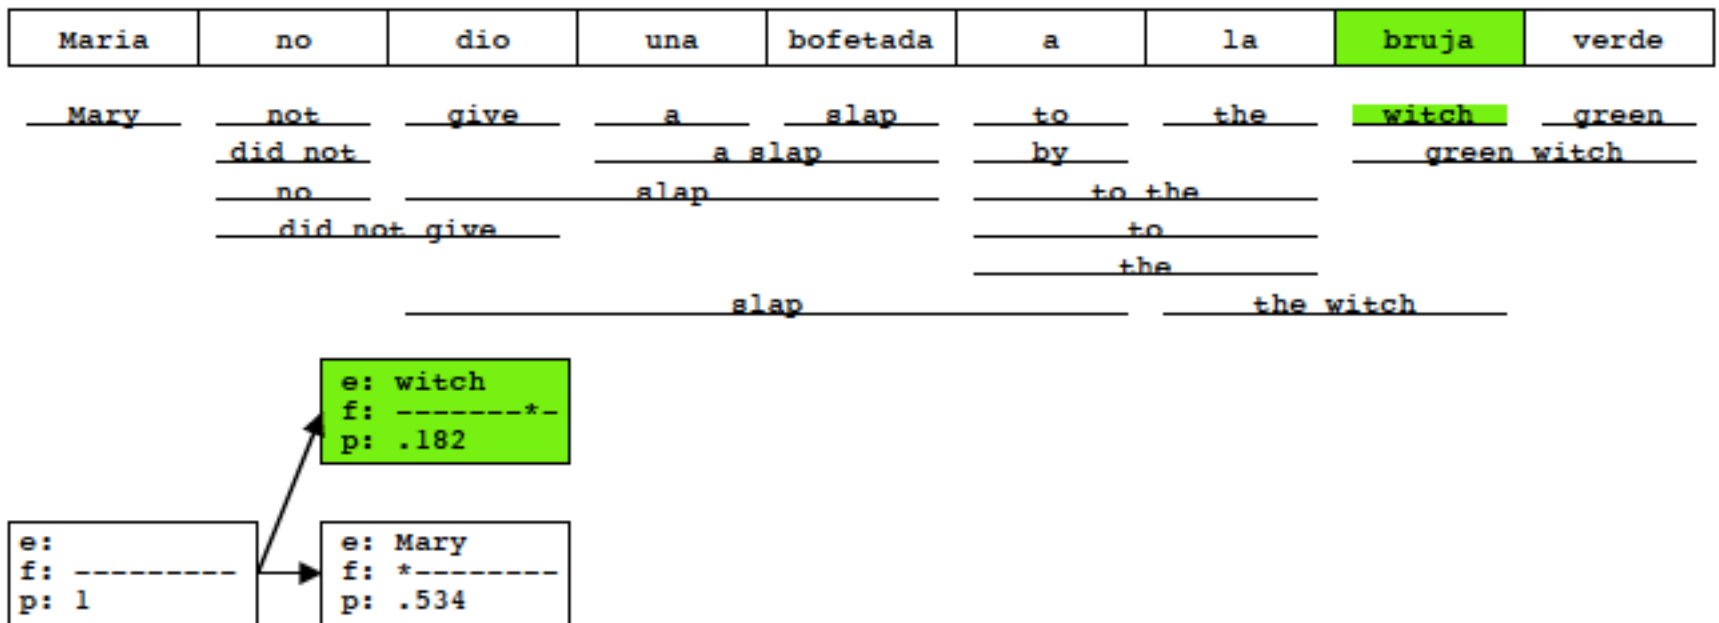 Maria no dio una bofetada a la bruja verde
Mary not give a slap to the witch green
did not a slap by green witch
no slap to the
did not give to
the
slap the witch
e: witch
f: -------*-
p: .182
e: e: Mary
f: --------- f: *--------
p: 1 p: .534